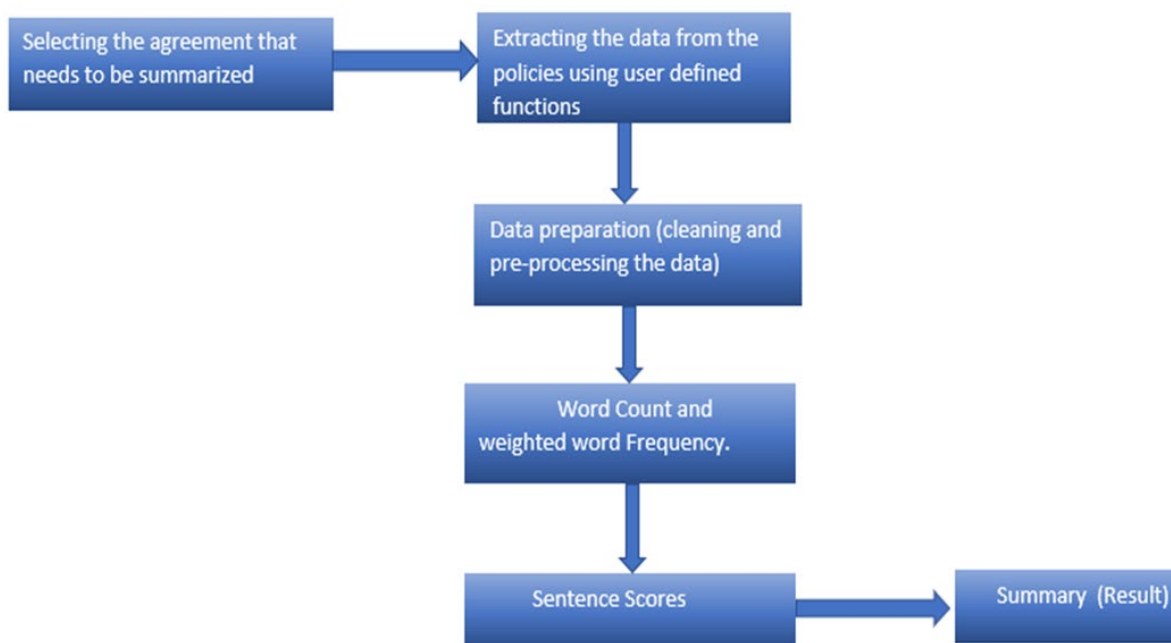 Selecting the agreement that
needs to be summarized
Extracting the data from the
policies using user defined
functions
Data preparation (cleaning and
pre-processing the data)
Word Count and
weighted word Frequency.
Sentence Scores
Summary (Result)